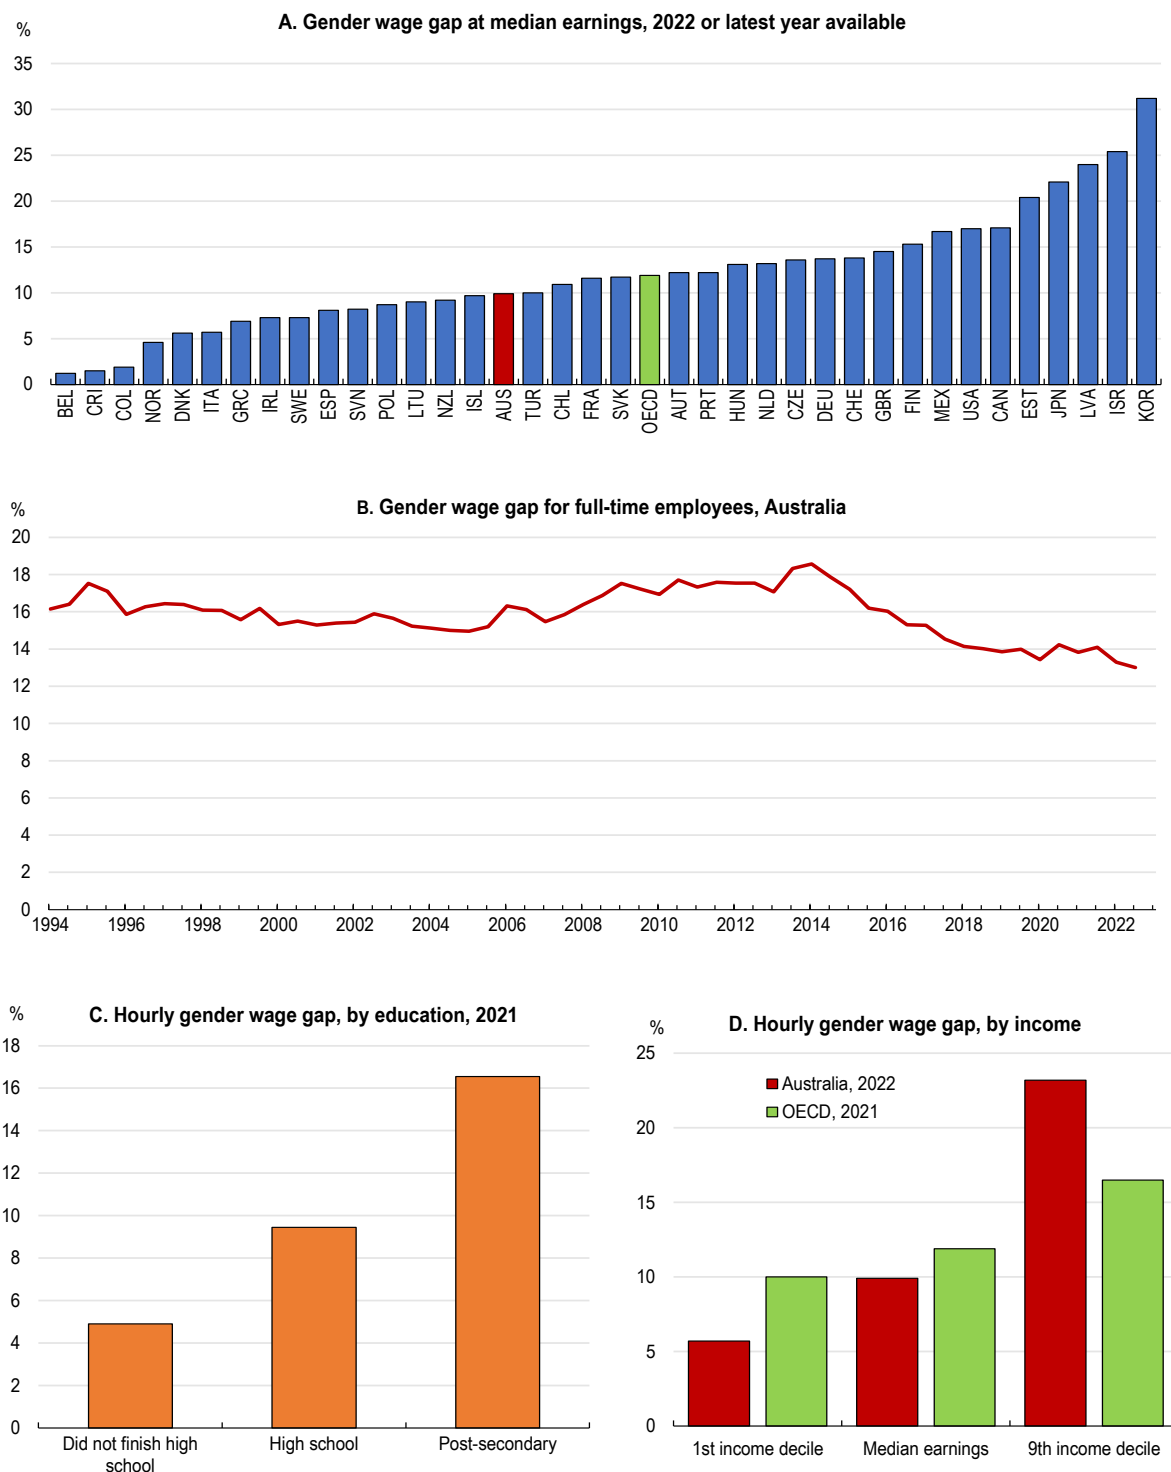 A. Gender wage gap at median earnings, 2022 or latest year available
%
35
30
25
20
15
10
5
0
BEL
CRI
COL
NOR
DNK
ITA
GRC
IRL
SWE
ESP
SVN
POL
LTU
NZL
ISL
AUS
TUR
CHL
FRA
SVK
OECD
AUT
PRT
HUN
NLD
CZE
DEU
CHE
GBR
FIN
MEX
USA
CAN
EST
JPN
LVA
ISR
KOR
B. Gender wage gap for full-time employees, Australia
%
20
18
16
14
12
10
8
6
4
2
0
1994 1996 1998 2000 2002 2004 2006 2008 2010 2012 2014 2016 2018 2020 2022
C. Hourly gender wage gap, by education, 2021
%
18
16
14
12
10
8
6
4
2
0
Did not finish high
school
High school
Post-secondary
D. Hourly gender wage gap, by income
%
25
20
15
10
5
0
Australia, 2022
OECD, 2021
1st income decile
Median earnings
9th income decile